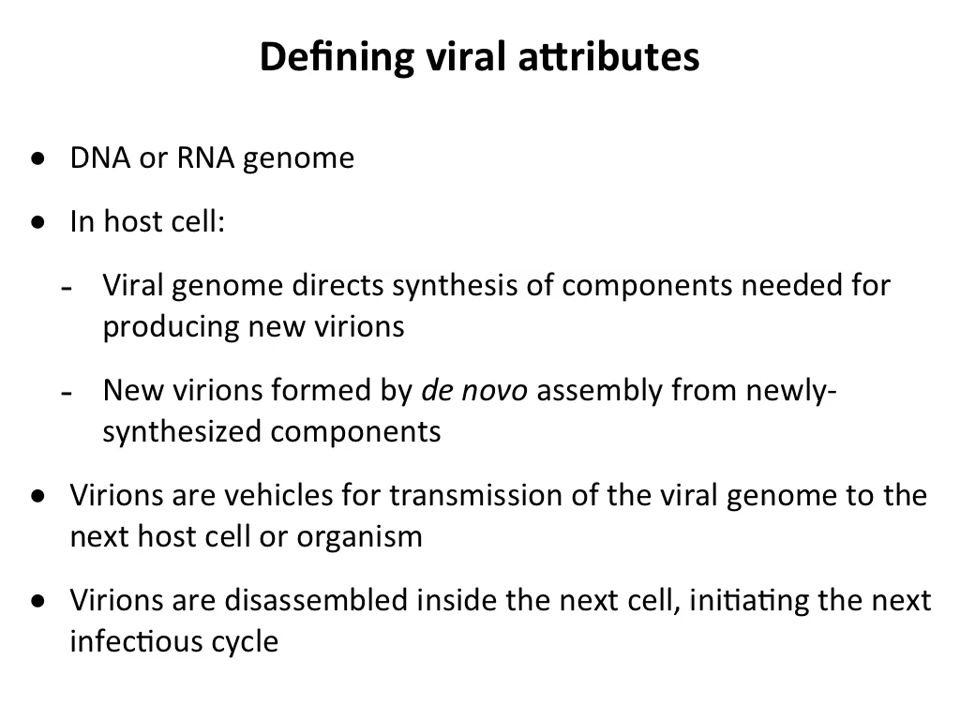 Defining viral attributes
• DNA or RNA genome
• In host cell:
- Viral genome directs synthesis of components needed for
producing new virions
- New virions formed by de novo assembly from newly-
synthesized components
• Virions are vehicles for transmission of the viral genome to the
next host cell or organism
• Virions are disassembled inside the next cell, initiating the next
infectious cycle